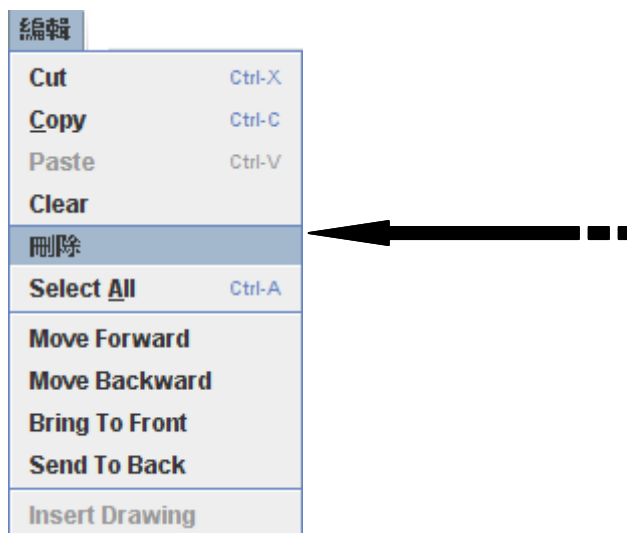 編輯
Cut Ctrl-X
Copy Ctrl-C
Paste Ctrl-V
Clear
刪除
Select All Ctrl-A
Move Forward
Move Backward
Bring To Front
Send To Back
Insert Drawing